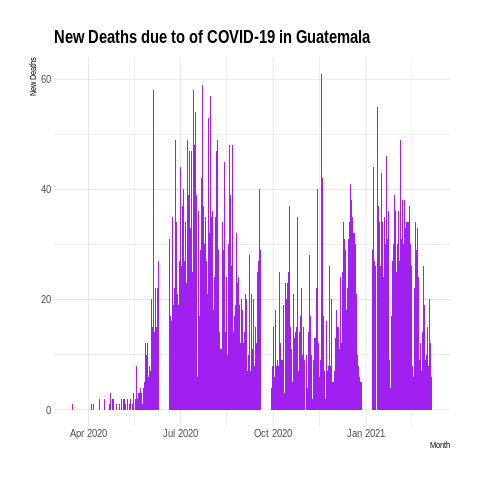 New Deaths due to of COVID-19 in Guatemala
New Deaths
60
40
20
0
Apr 2020
Jul 2020
Oct 2020
Jan 2021
Month